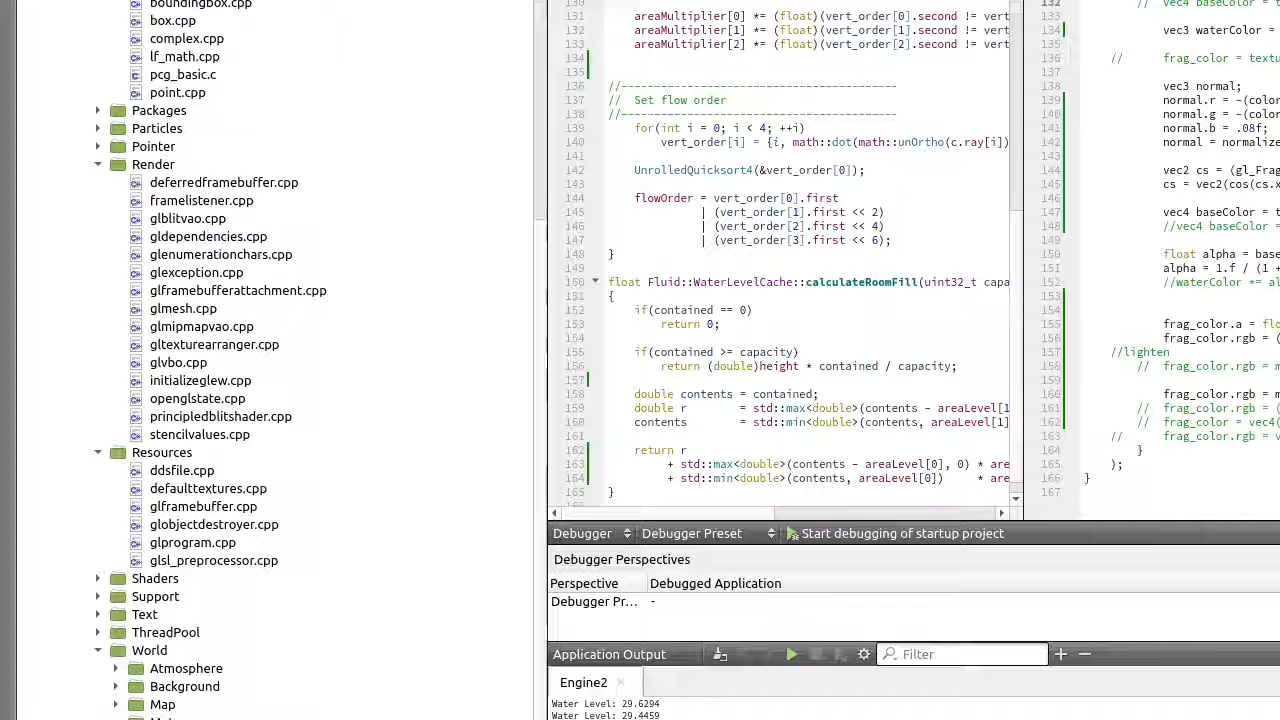 boundingbox.cpp
box.cpp
complex.cpp
lf_math.cpp
pcg_basic.c
point.cpp
Packages
Particles
Pointer
Render
deferredframebuffer.cpp
framelistener.cpp
glblitvao.cpp
gldependencies.cpp
glenumerationchars.cpp
glexception.cpp
glframebufferattachment.cpp
glmesh.cpp
glmipmapvao.cpp
gltexturearranger.cpp
glvbo.cpp
initializeglew.cpp
openglstate.cpp
principledblitshader.cpp
stencilvalues.cpp
Resources
ddsfile.cpp
defaulttextures.cpp
glframebuffer.cpp
globjectdestroyer.cpp
glprogram.cpp
glsl_preprocessor.cpp
Shaders
Support
Text
ThreadPool
World
Atmosphere
Background
Map
130
131 areaMultiplier[0] *= (float)(vert_order[0].second != vert
132 areaMultiplier[1] *= (float)(vert_order[1].second != vert
133 areaMultiplier[2] *= (float)(vert_order[2].second != vert
134
135
136 //------------------------------------------
137 // Set flow order
138 //------------------------------------------
139 for(int i = 0; i < 4; ++i)
140 vert_order[i] = {i, math::dot(math::unOrtho(c.ray[i])
141
142 UnrolledQuicksort4(&vert_order[0]);
143
144 flowOrder = vert_order[0].first
145 | (vert_order[1].first << 2)
146 | (vert_order[2].first << 4)
147 | (vert_order[3].first << 6);
148 }
149
150 float Fluid::WaterLevelCache::calculateRoomFill(uint32_t capa
151 {
152 if(contained == 0)
153 return 0;
154
155 if(contained >= capacity)
156 return (double)height * contained / capacity;
157
158 double contents = contained;
159 double r = std::max<double>(contents - areaLevel[1
160 contents = std::min<double>(contents, areaLevel[1]
161
162 return r
163 + std::max<double>(contents - areaLevel[0], 0) * are
164 + std::min<double>(contents, areaLevel[0]) * are
165 }
132 // vec4 baseColor = t
133
134 vec3 waterColor =
135
136 // frag_color = textu
137
138 vec3 normal;
139 normal.r = -(color
140 normal.g = -(color
141 normal.b = .08f;
142 normal = normalize
143
144 vec2 cs = (gl_Frag
145 cs = vec2(cos(cs.x
146
147 vec4 baseColor = t
148 //vec4 baseColor =
149
150 float alpha = base
151 alpha = 1.f / (1 +
152 //waterColor *= al
153
154
155 frag_color.a = flo
156 frag_color.rgb = (
157 //lighten
158 // frag_color.rgb = m
159
160 frag_color.rgb = m
161 // frag_color.rgb = (
162 // frag_color = vec4(
163 // frag_color.rgb = v
164 }
165 );
166 }
167
Debugger Debugger Preset Start debugging of startup project
Debugger Perspectives
Perspective Debugged Application
Debugger Pr... -
Application Output Filter
Engine2
Water Level: 29.6294
Water Level: 29.4459